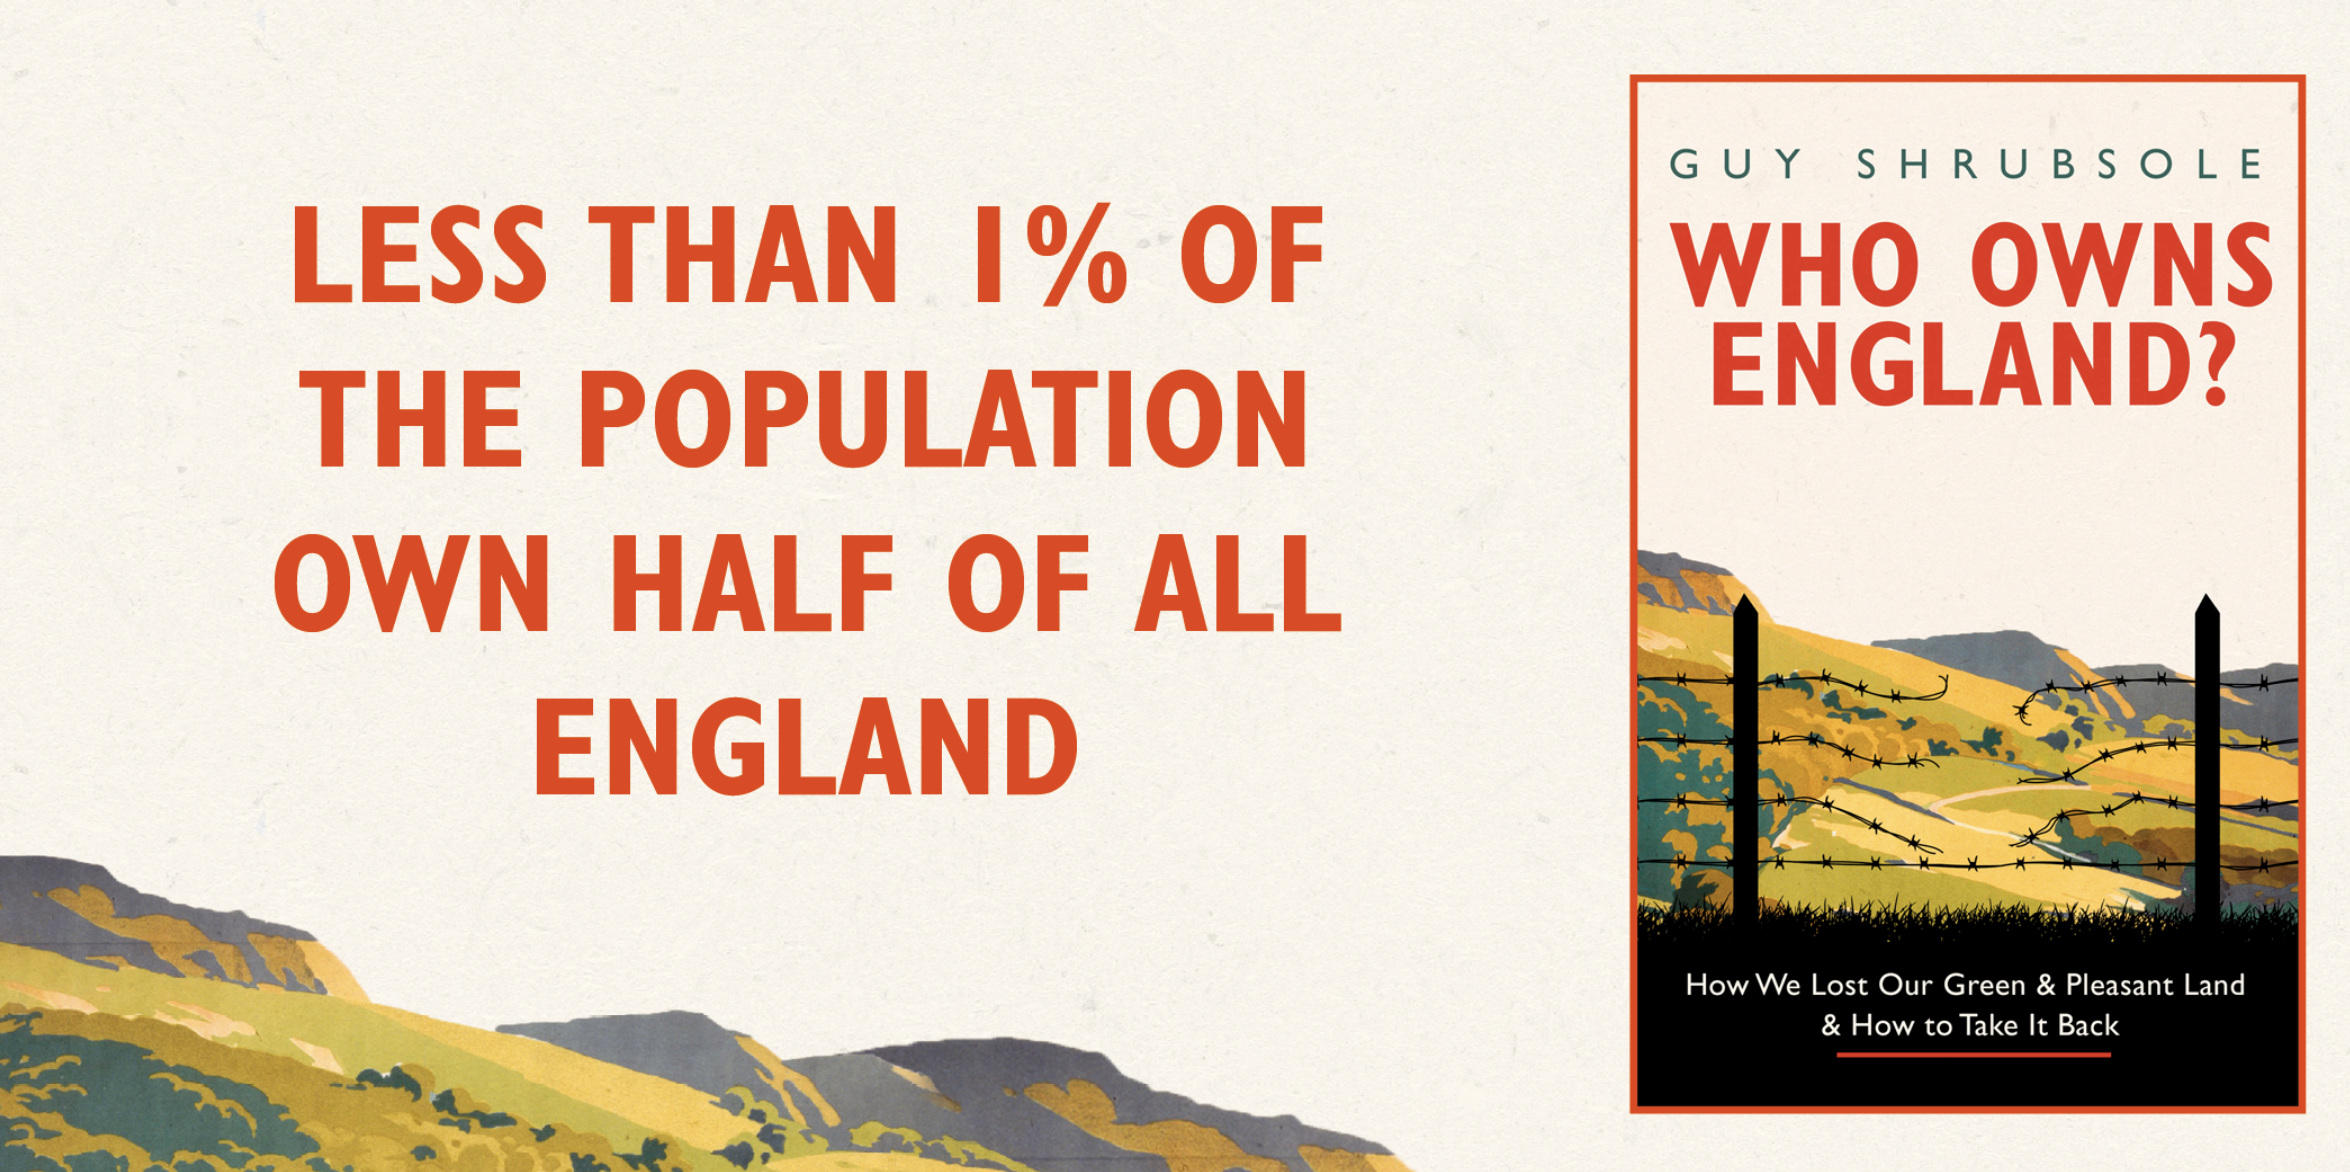 LESS THAN 1% OF
THE POPULATION
OWN HALF OF ALL
ENGLAND
GUY SHRUBSOLE
WHO OWNS
ENGLAND?
How We Lost Our Green & Pleasant Land
& How to Take It Back